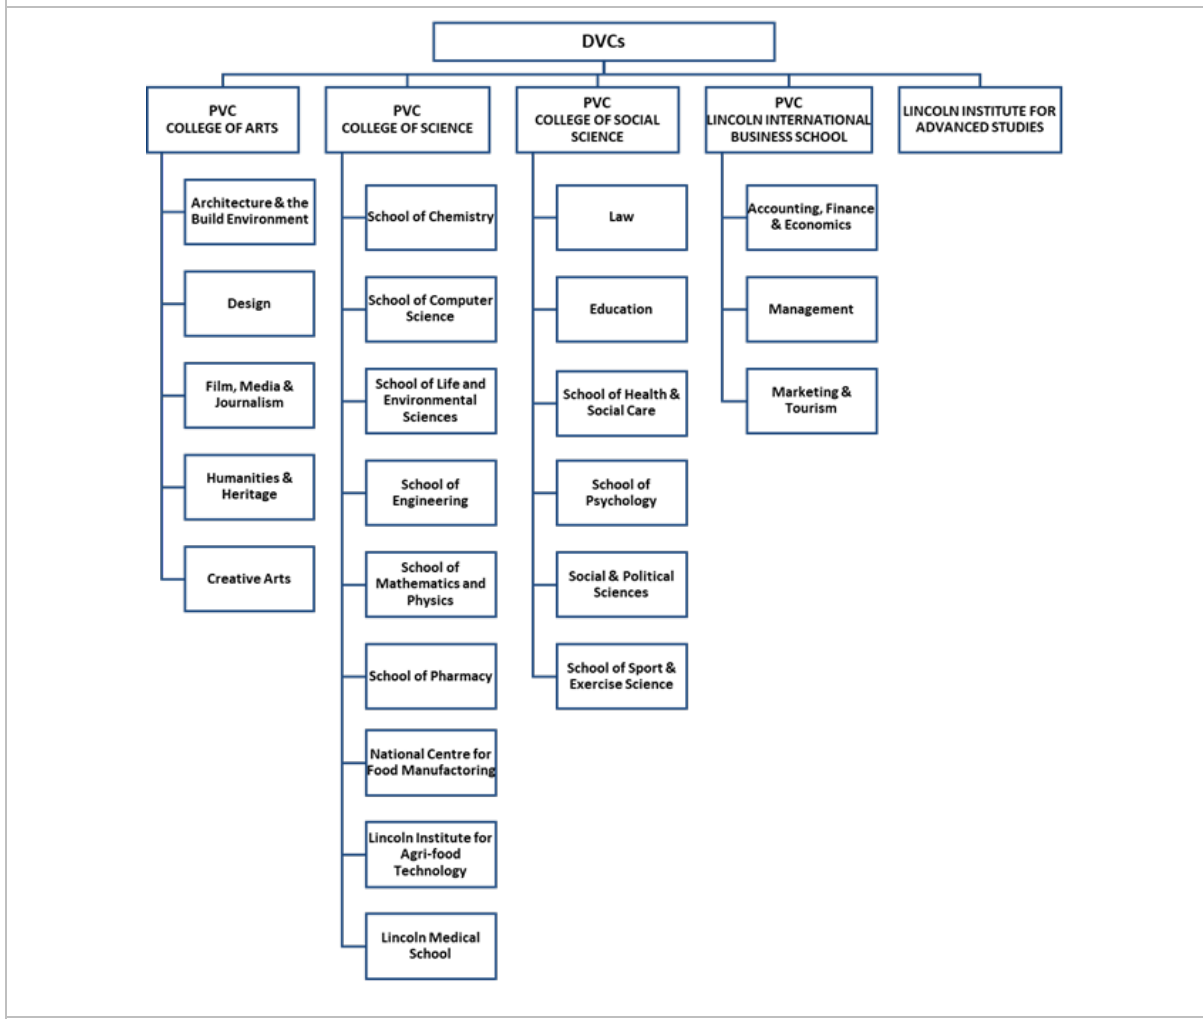 DVCs
PVC
COLLEGE OF ARTS
PVC
COLLEGE OF SCIENCE
PVC
COLLEGE OF SOCIAL
SCIENCE
PVC
LINCOLN INTERNATIONAL
BUSINESS SCHOOL
LINCOLN INSTITUTE FOR
ADVANCED STUDIES
Architecture & the
Build Environment
Design
Film, Media &
Journalism
Humanities &
Heritage
Creative Arts
School of Chemistry
School of Computer
Science
School of Life and
Environmental
Sciences
School of
Engineering
School of
Mathematics and
Physics
School of Pharmacy
National Centre for
Food Manufactoring
Lincoln Institute for
Agri-food
Technology
Lincoln Medical
School
Law
Education
School of Health &
Social Care
School of
Psychology
Social & Political
Sciences
School of Sport &
Exercise Science
Accounting, Finance
& Economics
Management
Marketing &
Tourism